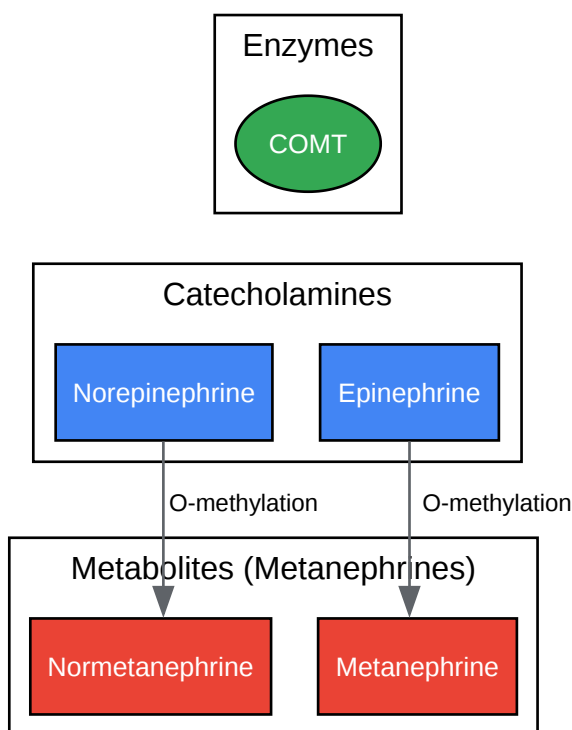 Enzymes
COMT
Catecholamines
Norepinephrine
Epinephrine
O-methylation
O-methylation
Metabolites (Metanephrines)
Normetanephrine
Metanephrine